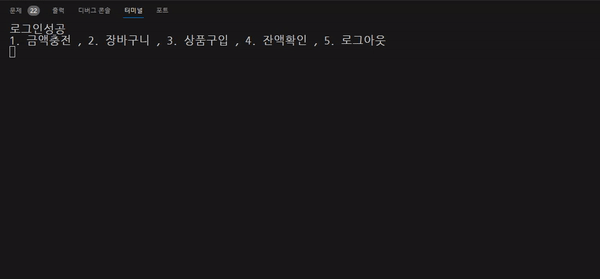 문제 22 출력 디버그 콘솔 터미널 포트
로그인성공
1. 금액충전 , 2. 장바구니 , 3. 상품구입 , 4. 잔액확인 , 5. 로그아웃